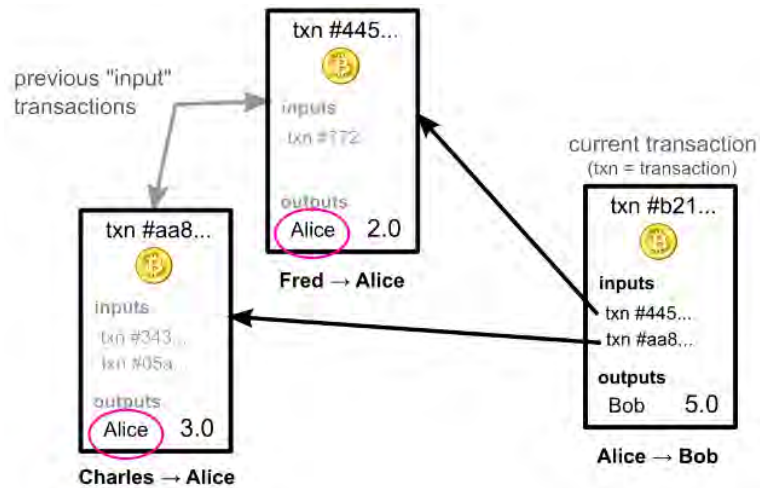 previous "input"
transactions
txn #445...
inputs
txn #772
outputs
Alice 2.0
Fred → Alice
txn #aa8...
inputs
txn #343...
txn #05a
outputs
Alice 3.0
Charles → Alice
current transaction
(txn = transaction)
txn #b21...
inputs
txn #445...
txn #aa8...
outputs
Bob 5.0
Alice → Bob